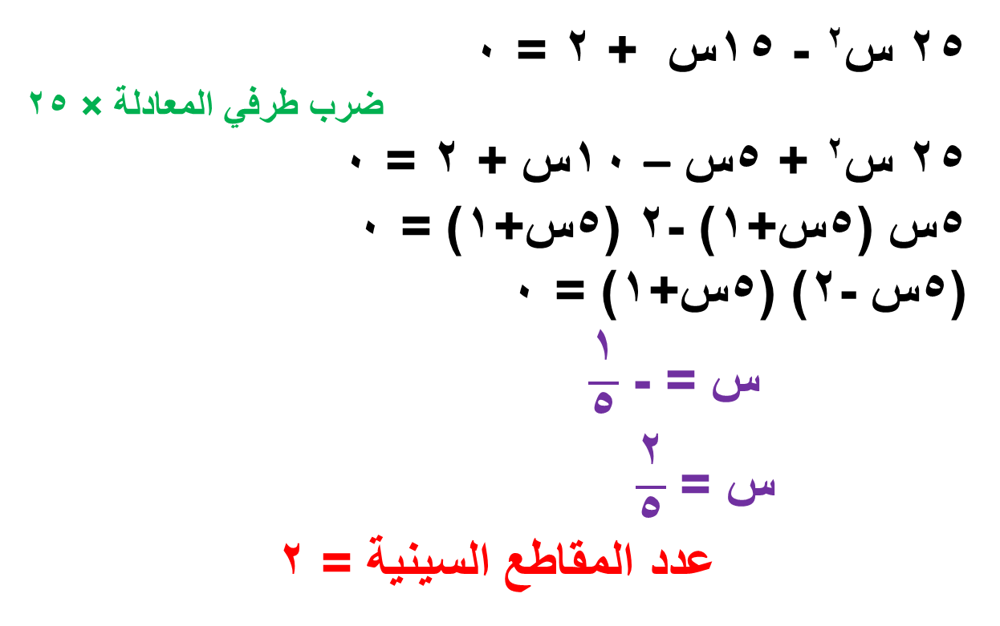 ٢٥ س٢ - ١٥س + ٢ = ٠
ضرب طرفي المعادلة × ٢٥
٢٥ س٢ + ٥س – ١٠س + ٢ = ٠
٥س (٥س+١) -٢ (٥س+١) = ٠
(٥س -٢) (٥س+١) = ٠
س = - ١/٥
س = ٢/٥
عدد المقاطع السينية = ٢